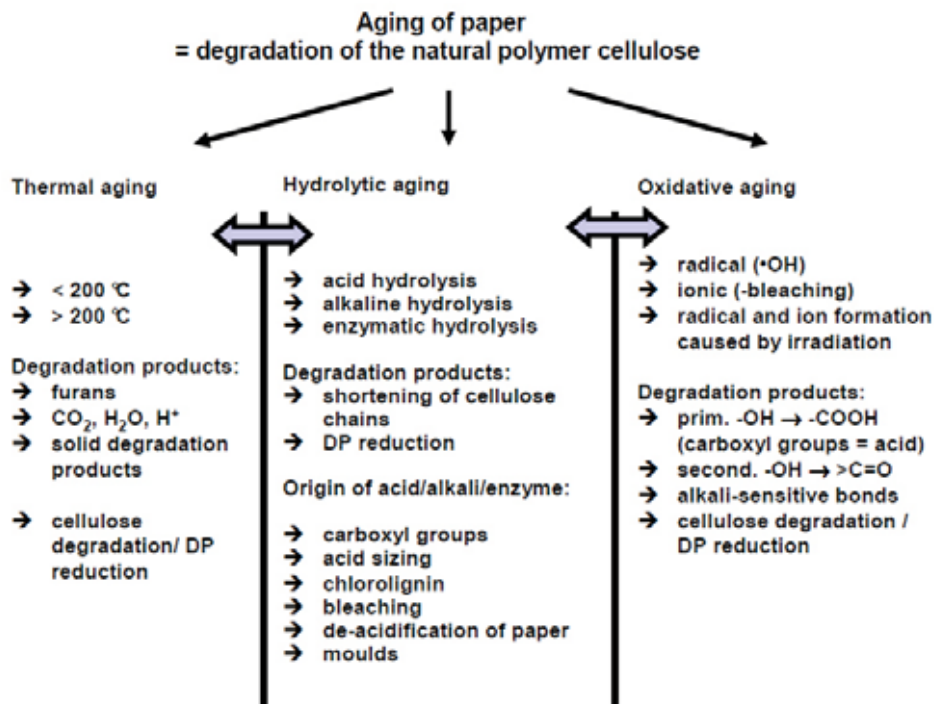 Aging of paper
= degradation of the natural polymer cellulose
Thermal aging
➔ < 200 °C
➔ > 200 °C
Degradation products:
➔ furans
➔ CO₂, H₂O, H⁺
➔ solid degradation
products
➔ cellulose
degradation/ DP
reduction
Hydrolytic aging
➔ acid hydrolysis
➔ alkaline hydrolysis
➔ enzymatic hydrolysis
Degradation products:
➔ shortening of cellulose
chains
➔ DP reduction
Origin of acid/alkali/enzyme:
➔ carboxyl groups
➔ acid sizing
➔ chlorolignin
➔ bleaching
➔ de-acidification of paper
➔ moulds
Oxidative aging
➔ radical (•OH)
➔ ionic (-bleaching)
➔ radical and ion formation
caused by irradiation
Degradation products:
➔ prim. -OH → -COOH
(carboxyl groups = acid)
➔ second. -OH → >C=O
➔ alkali-sensitive bonds
➔ cellulose degradation /
DP reduction